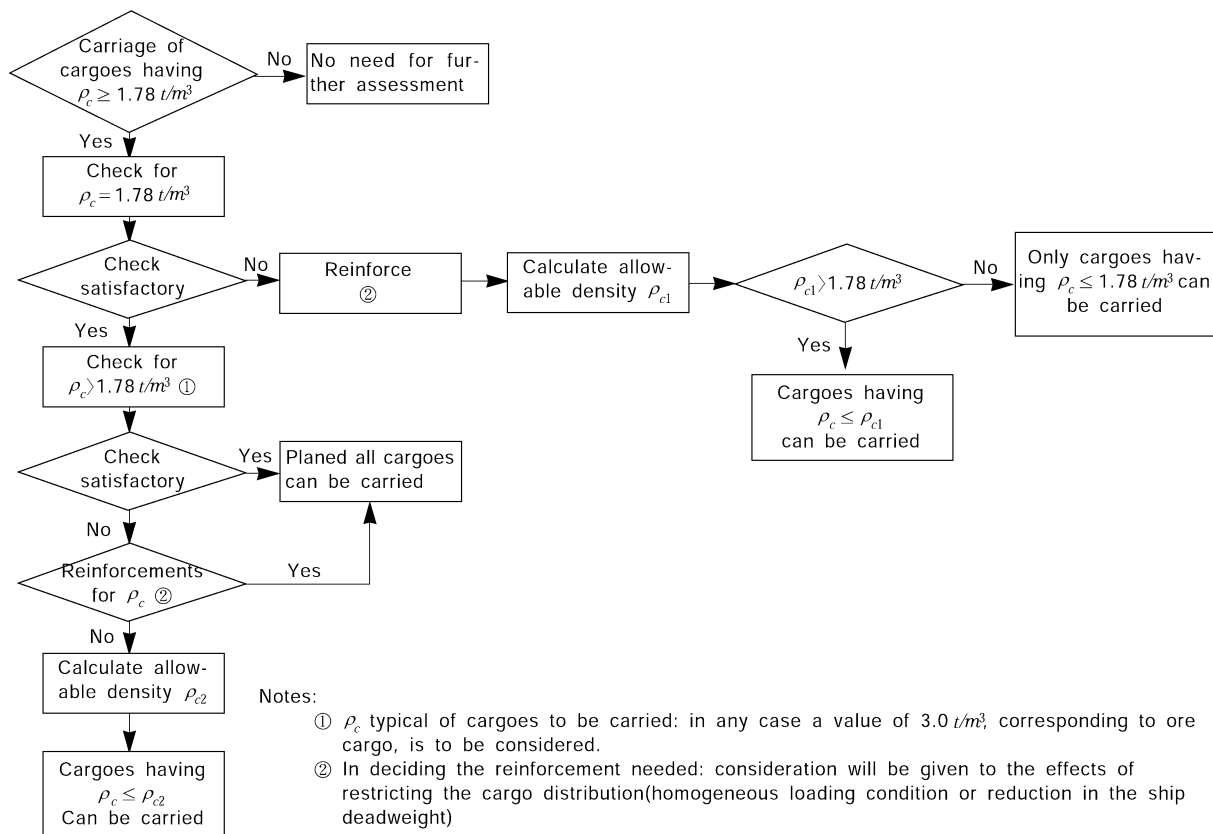 Carriage of
cargoes having
ρc ≥ 1.78 t/m³
No
No need for fur-
ther assessment
Yes
Check for
ρc = 1.78 t/m³
Check
satisfactory
No
Reinforce
②
Calculate allow-
able density ρc1
ρc1〉1.78 t/m³
No
Only cargoes hav-
ing ρc ≤ 1.78 t/m³ can
be carried
Yes
Cargoes having
ρc ≤ ρc1
can be carried
Yes
Check for
ρc〉1.78 t/m³ ①
Check
satisfactory
Yes
Planed all cargoes
can be carried
No
Reinforcements
for ρc ②
Yes
No
Calculate allow-
able density ρc2
Cargoes having
ρc ≤ ρc2
Can be carried
Notes:
① ρc typical of cargoes to be carried: in any case a value of 3.0 t/m³, corresponding to ore
cargo, is to be considered.
② In deciding the reinforcement needed: consideration will be given to the effects of
restricting the cargo distribution(homogeneous loading condition or reduction in the ship
deadweight)